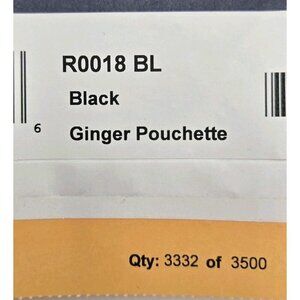 R0018 BL
Black
6
Ginger Pouchette
Qty: 3332 of 3500